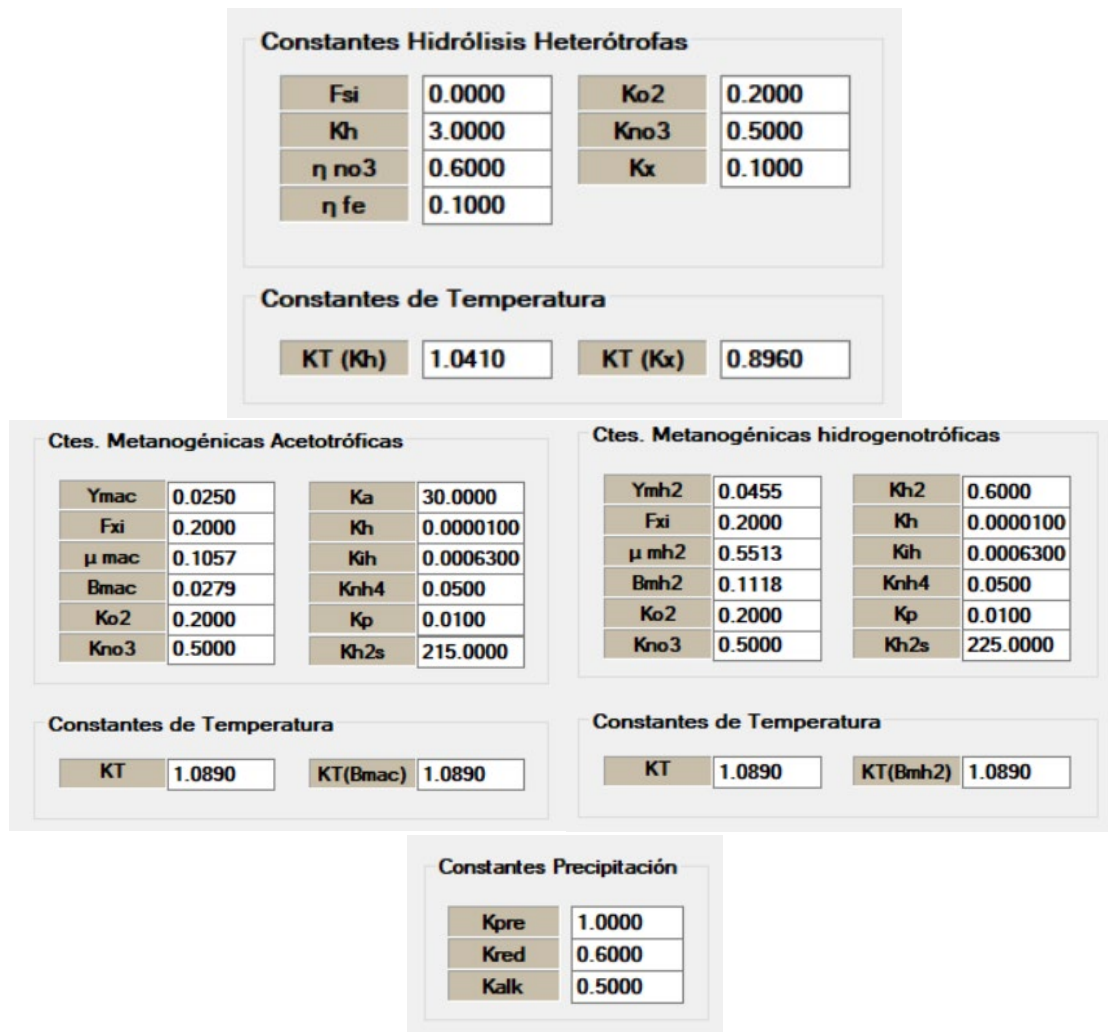 Constantes Hidrólisis Heterótrofas
Fsi 0.0000 Ko2 0.2000
Kh 3.0000 Kno3 0.5000
η no3 0.6000 Kx 0.1000
η fe 0.1000
Constantes de Temperatura
KT (Kh) 1.0410 KT (Kx) 0.8960
Ctes. Metanogénicas Acetotróficas
Ymac 0.0250 Ka 30.0000
Fxi 0.2000 Kh 0.0000100
µ mac 0.1057 Kih 0.0006300
Bmac 0.0279 Knh4 0.0500
Ko2 0.2000 Kp 0.0100
Kno3 0.5000 Kh2s 215.0000
Constantes de Temperatura
KT 1.0890 KT(Bmac) 1.0890
Ctes. Metanogénicas hidrogenotróficas
Ymh2 0.0455 Kh2 0.6000
Fxi 0.2000 Kh 0.0000100
µ mh2 0.5513 Kih 0.0006300
Bmh2 0.1118 Knh4 0.0500
Ko2 0.2000 Kp 0.0100
Kno3 0.5000 Kh2s 225.0000
Constantes de Temperatura
KT 1.0890 KT(Bmh2) 1.0890
Constantes Precipitación
Kpre 1.0000
Kred 0.6000
Kalk 0.5000